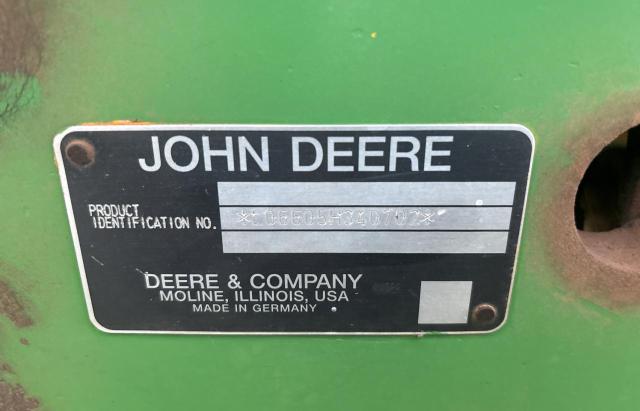 JOHN DEERE
PRODUCT
IDENTIFICATION NO.
DEERE & COMPANY
MOLINE, ILLINOIS, USA
MADE IN GERMANY